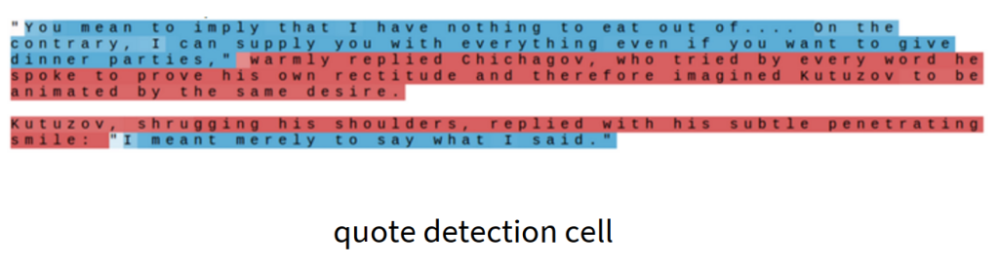 "You mean to imply that I have nothing to eat out of.... On the
contrary, I can supply you with everything even if you want to give
dinner parties," warmly replied Chichagov, who tried by every word he
spoke to prove his own rectitude and therefore imagined Kutuzov to be
animated by the same desire.
Kutuzov, shrugging his shoulders, replied with his subtle penetrating
smile: "I meant merely to say what I said."
quote detection cell